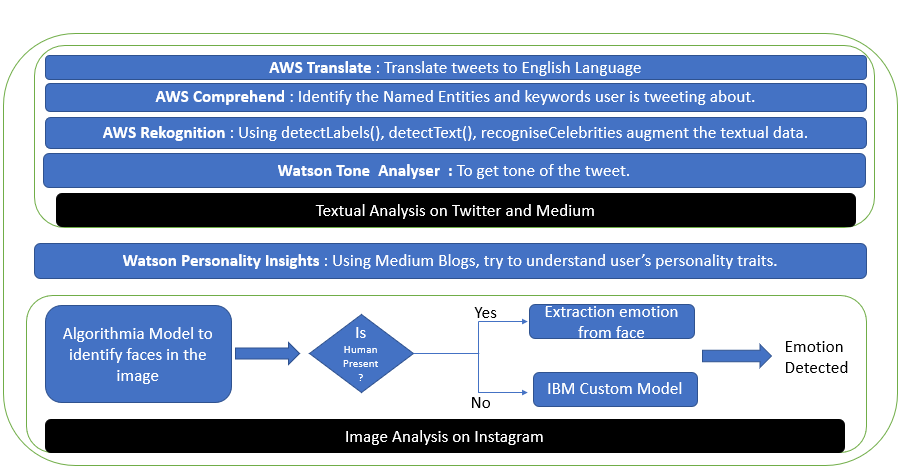 AWS Translate : Translate tweets to English Language
AWS Comprehend : Identify the Named Entities and keywords user is tweeting about.
AWS Rekognition : Using detectLabels(), detectText(), recogniseCelebrities augment the textual data.
Watson Tone Analyser : To get tone of the tweet.
Textual Analysis on Twitter and Medium
Watson Personality Insights : Using Medium Blogs, try to understand user's personality traits.
Algorithmia Model to
identify faces in the
image
Is
Human
Present
?
Yes
Extraction emotion
from face
No
IBM Custom Model
Emotion
Detected
Image Analysis on Instagram